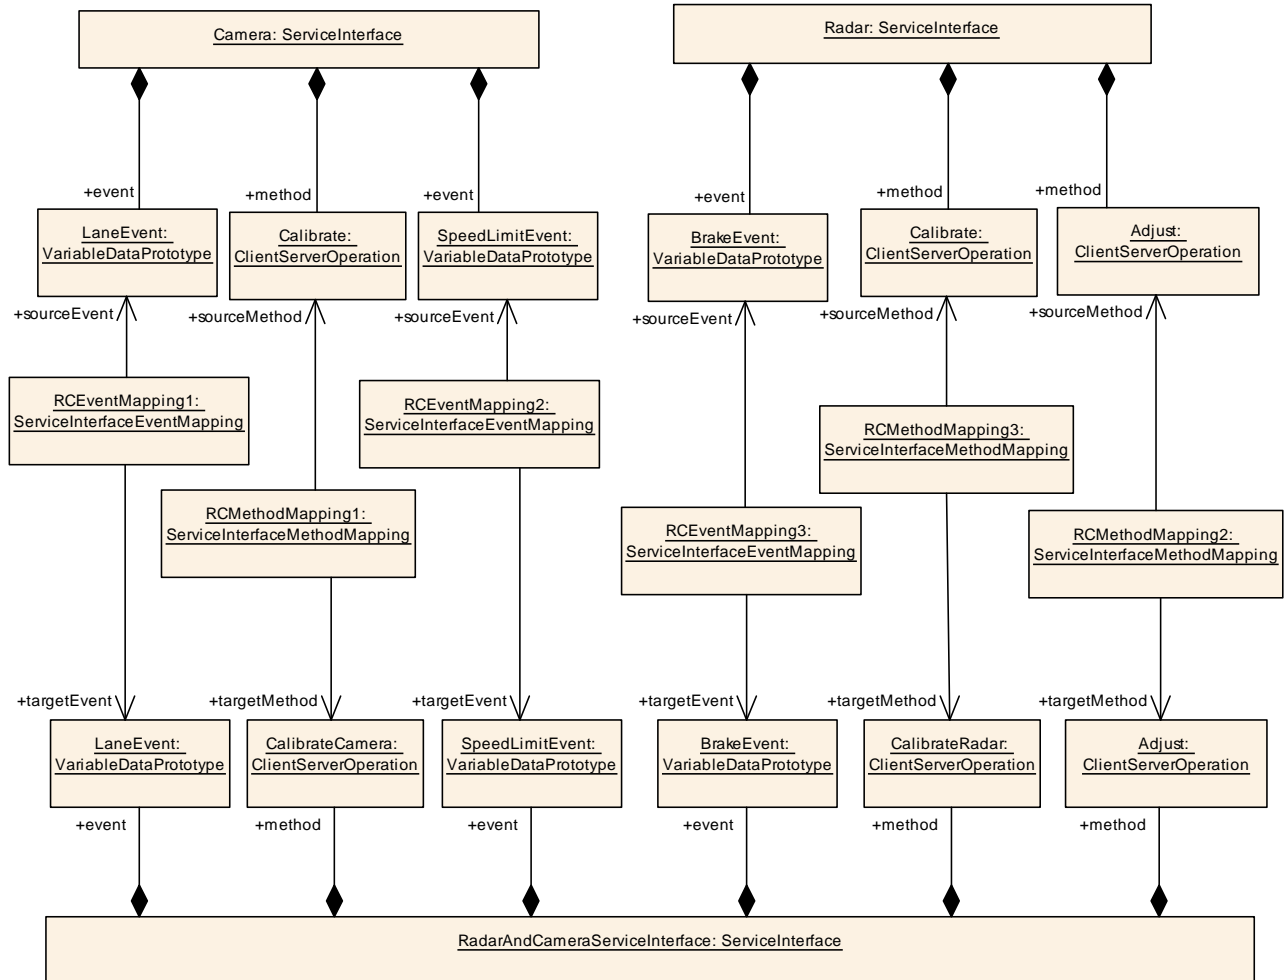 Camera: ServiceInterface
Radar: ServiceInterface
+event
+method
+event
+event
+method
+method
LaneEvent:
VariableDataPrototype
Calibrate:
ClientServerOperation
SpeedLimitEvent:
VariableDataPrototype
BrakeEvent:
VariableDataPrototype
Calibrate:
ClientServerOperation
Adjust:
ClientServerOperation
+sourceEvent
+sourceMethod
+sourceEvent
+sourceEvent
+sourceMethod
+sourceMethod
RCEventMapping1:
ServiceInterfaceEventMapping
RCEventMapping2:
ServiceInterfaceEventMapping
RCMethodMapping3:
ServiceInterfaceMethodMapping
RCMethodMapping1:
ServiceInterfaceMethodMapping
RCEventMapping3:
ServiceInterfaceEventMapping
RCMethodMapping2:
ServiceInterfaceMethodMapping
+targetEvent
+targetMethod
+targetEvent
+targetEvent
+targetMethod
+targetMethod
LaneEvent:
VariableDataPrototype
CalibrateCamera:
ClientServerOperation
SpeedLimitEvent:
VariableDataPrototype
BrakeEvent:
VariableDataPrototype
CalibrateRadar:
ClientServerOperation
Adjust:
ClientServerOperation
+event
+method
+event
+event
+method
+method
RadarAndCameraServiceInterface: ServiceInterface